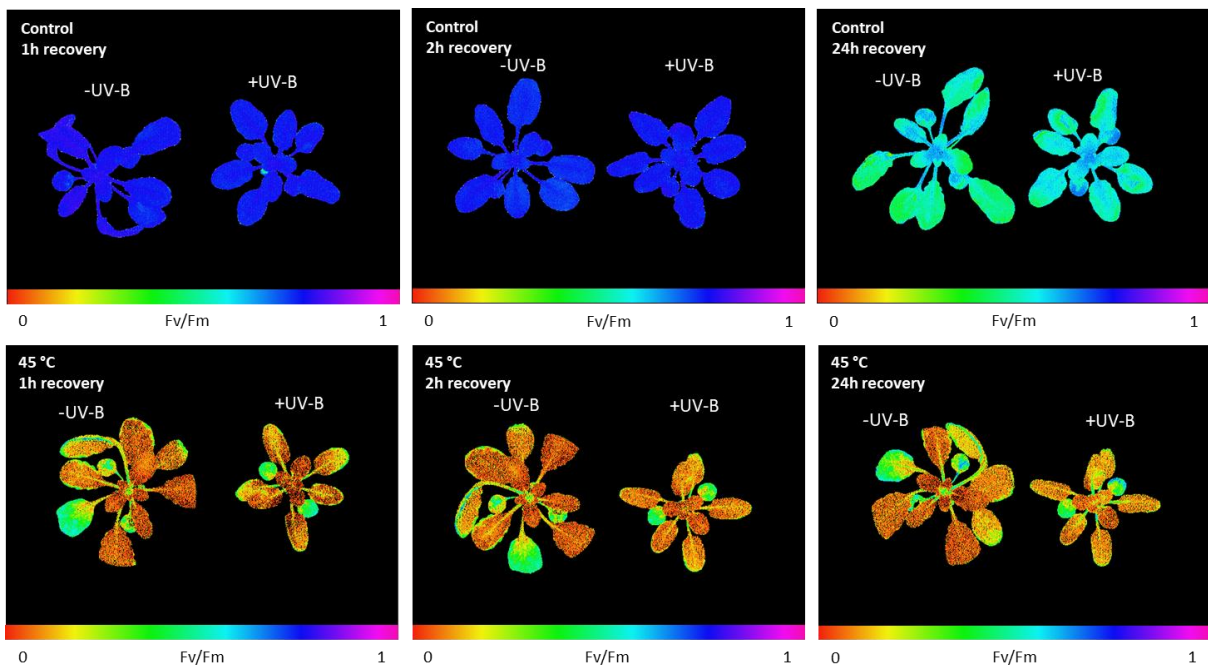 Control
1h recovery
-UV-B
+UV-B
0
Fv/Fm
1
Control
2h recovery
-UV-B
+UV-B
0
Fv/Fm
1
Control
24h recovery
-UV-B
+UV-B
0
Fv/Fm
1
45 °C
1h recovery
-UV-B
+UV-B
0
Fv/Fm
1
45 °C
2h recovery
-UV-B
+UV-B
0
Fv/Fm
1
45 °C
24h recovery
-UV-B
+UV-B
0
Fv/Fm
1